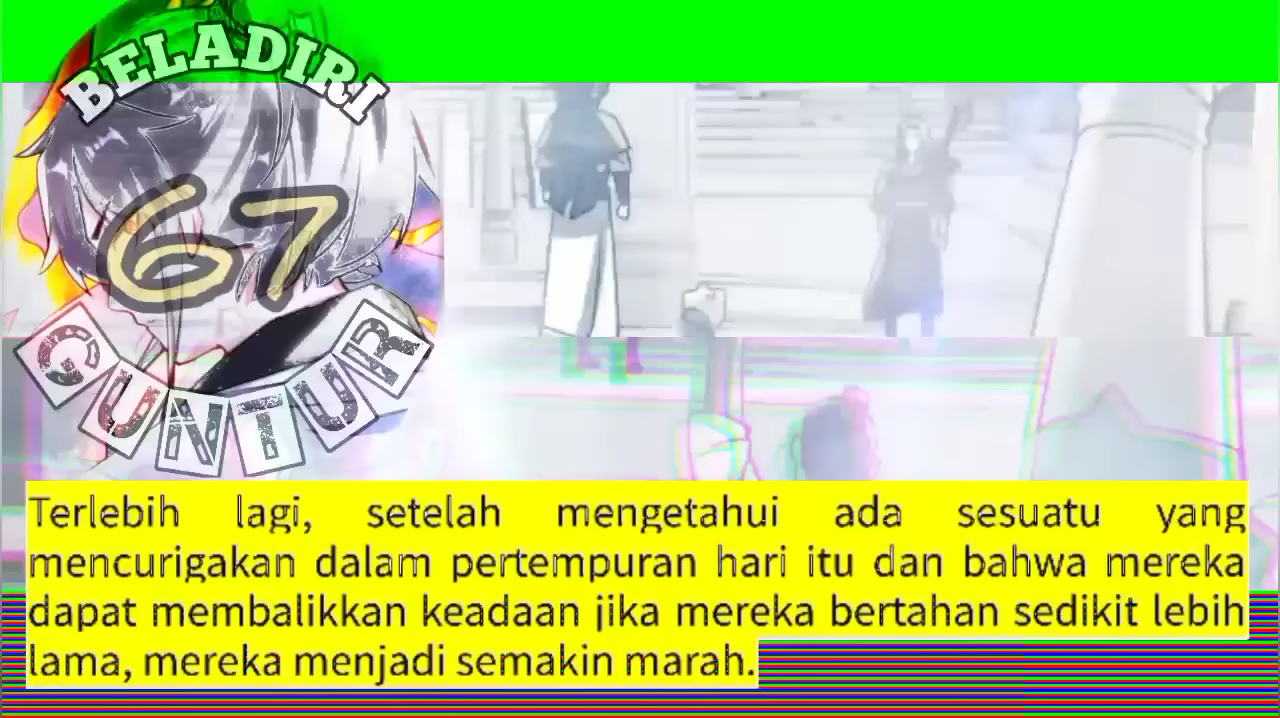 BELADIRI
67
GUNTUR
Terlebih lagi, setelah mengetahui ada sesuatu yang
mencurigakan dalam pertempuran hari itu dan bahwa mereka
dapat membalikkan keadaan jika mereka bertahan sedikit lebih
lama, mereka menjadi semakin marah.